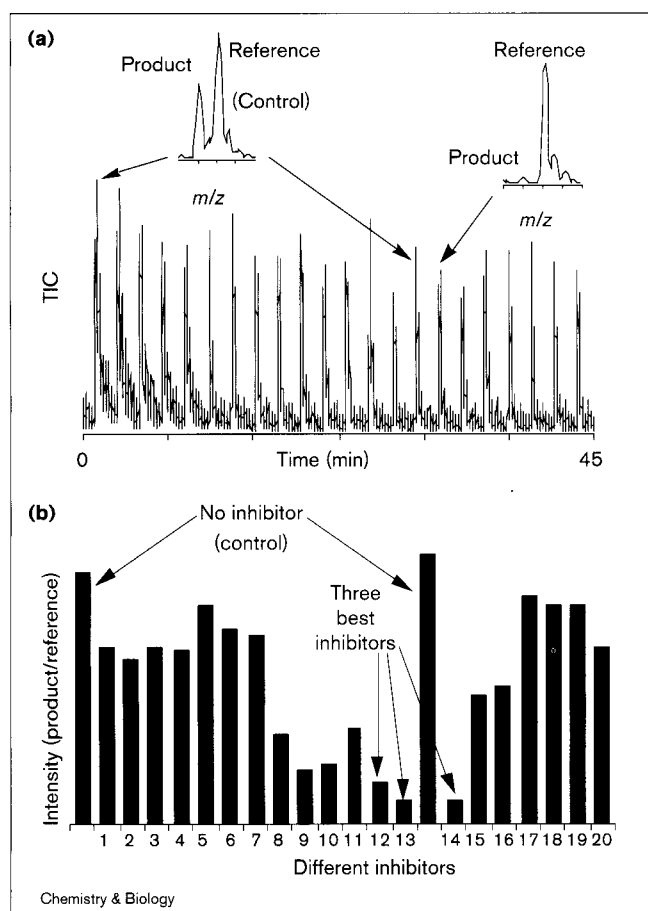 (a)
Product
Reference
(Control)
m/z
Reference
Product
m/z
TIC
0
Time (min)
45
(b)
No inhibitor
(control)
Three
best
inhibitors
Intensity (product/reference)
1 2 3 4 5 6 7 8 9 10 11 12 13 14 15 16 17 18 19 20
Different inhibitors
Chemistry & Biology